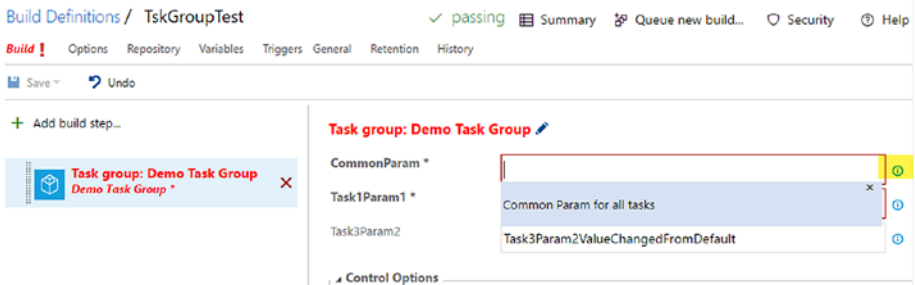 Build Definitions / TskGroupTest
passing Summary Queue new build... Security Help
Build ! Options Repository Variables Triggers General Retention History
Save Undo
+ Add build step...
Task group: Demo Task Group
Demo Task Group *
Task group: Demo Task Group
CommonParam *
x
Task1Param1 * Common Param for all tasks
Task3Param2 Task3Param2ValueChangedFromDefault
Control Options